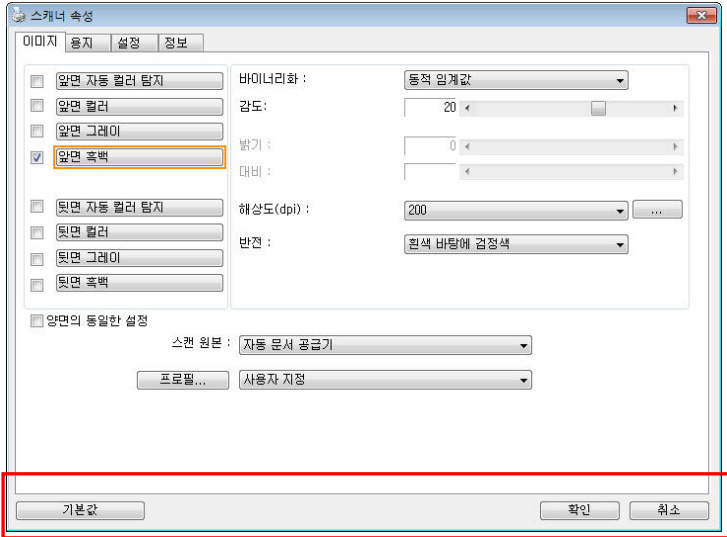 스캐너 속성
이미지 용지 설정 정보
앞면 자동 컬러 탐지
앞면 컬러
앞면 그레이
앞면 흑백
뒷면 자동 컬러 탐지
뒷면 컬러
뒷면 그레이
뒷면 흑백
바이너리화 : 동적 임계값
감도: 20
밝기 : 0
대비 :
해상도(dpi) : 200 ...
반전 : 흰색 바탕에 검정색
양면의 동일한 설정
스캔 원본 : 자동 문서 공급기
프로필... 사용자 지정
기본값 확인 취소